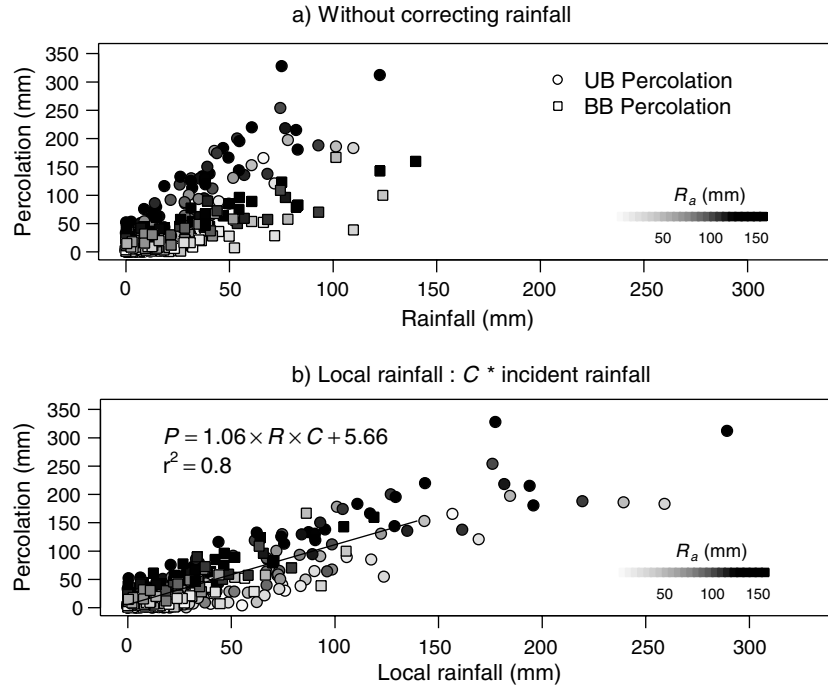 a) Without correcting rainfall
Percolation (mm)
350
300
250
200
150
100
50
0
UB Percolation
BB Percolation
R_a (mm)
50 100 150
0 50 100 150 200 250 300
Rainfall (mm)
b) Local rainfall : C * incident rainfall
Percolation (mm)
350
300
250
200
150
100
50
0
P = 1.06 × R × C + 5.66
r² = 0.8
R_a (mm)
50 100 150
0 50 100 150 200 250 300
Local rainfall (mm)